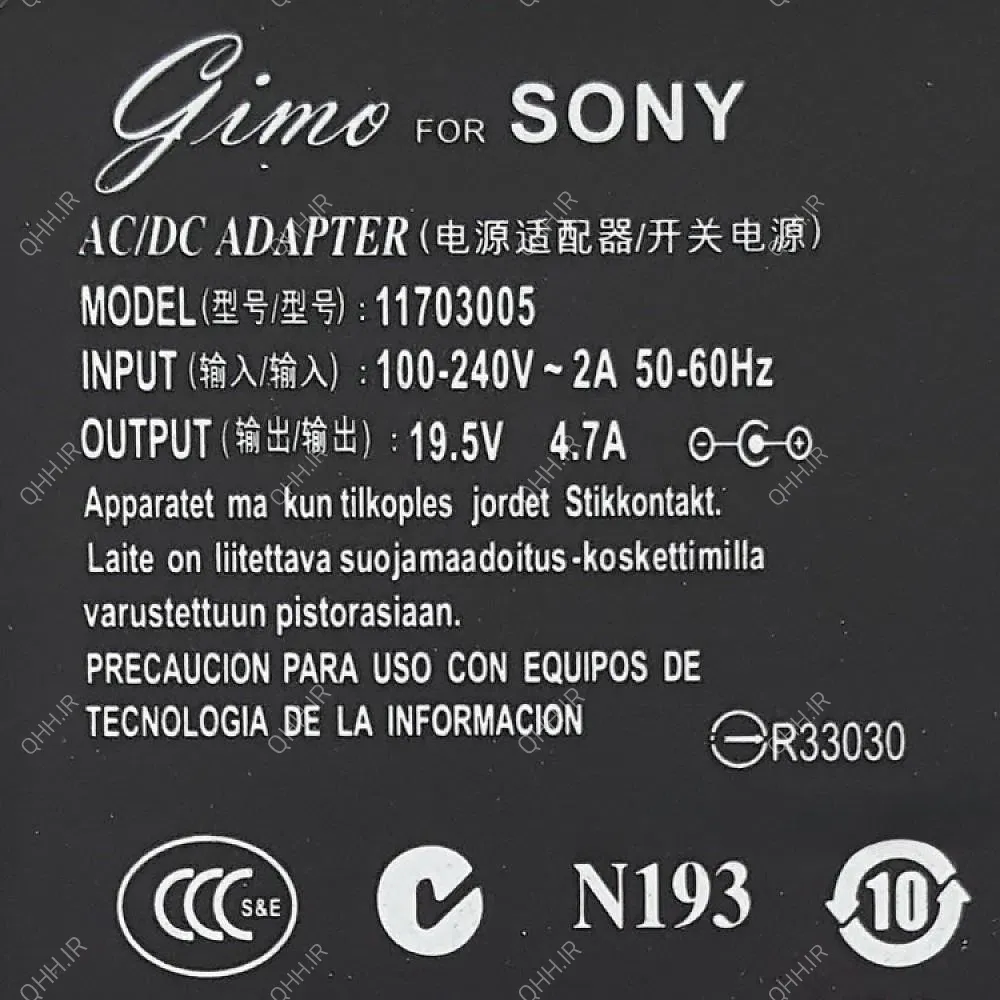 Gimo FOR SONY
AC/DC ADAPTER (电源适配器/开关电源)
MODEL (型号/型号) : 11703005
INPUT (输入/输入) : 100-240V ~ 2A 50-60Hz
OUTPUT (输出/输出) : 19.5V 4.7A
Apparatet ma kun tilkoples jordet Stikkontakt.
Laite on liitettava suojamaadoitus-koskettimilla
varustettuun pistorasiaan.
PRECAUCION PARA USO CON EQUIPOS DE
TECNOLOGIA DE LA INFORMACION
R33030
CCC S&E
N193
10
QHH.IR